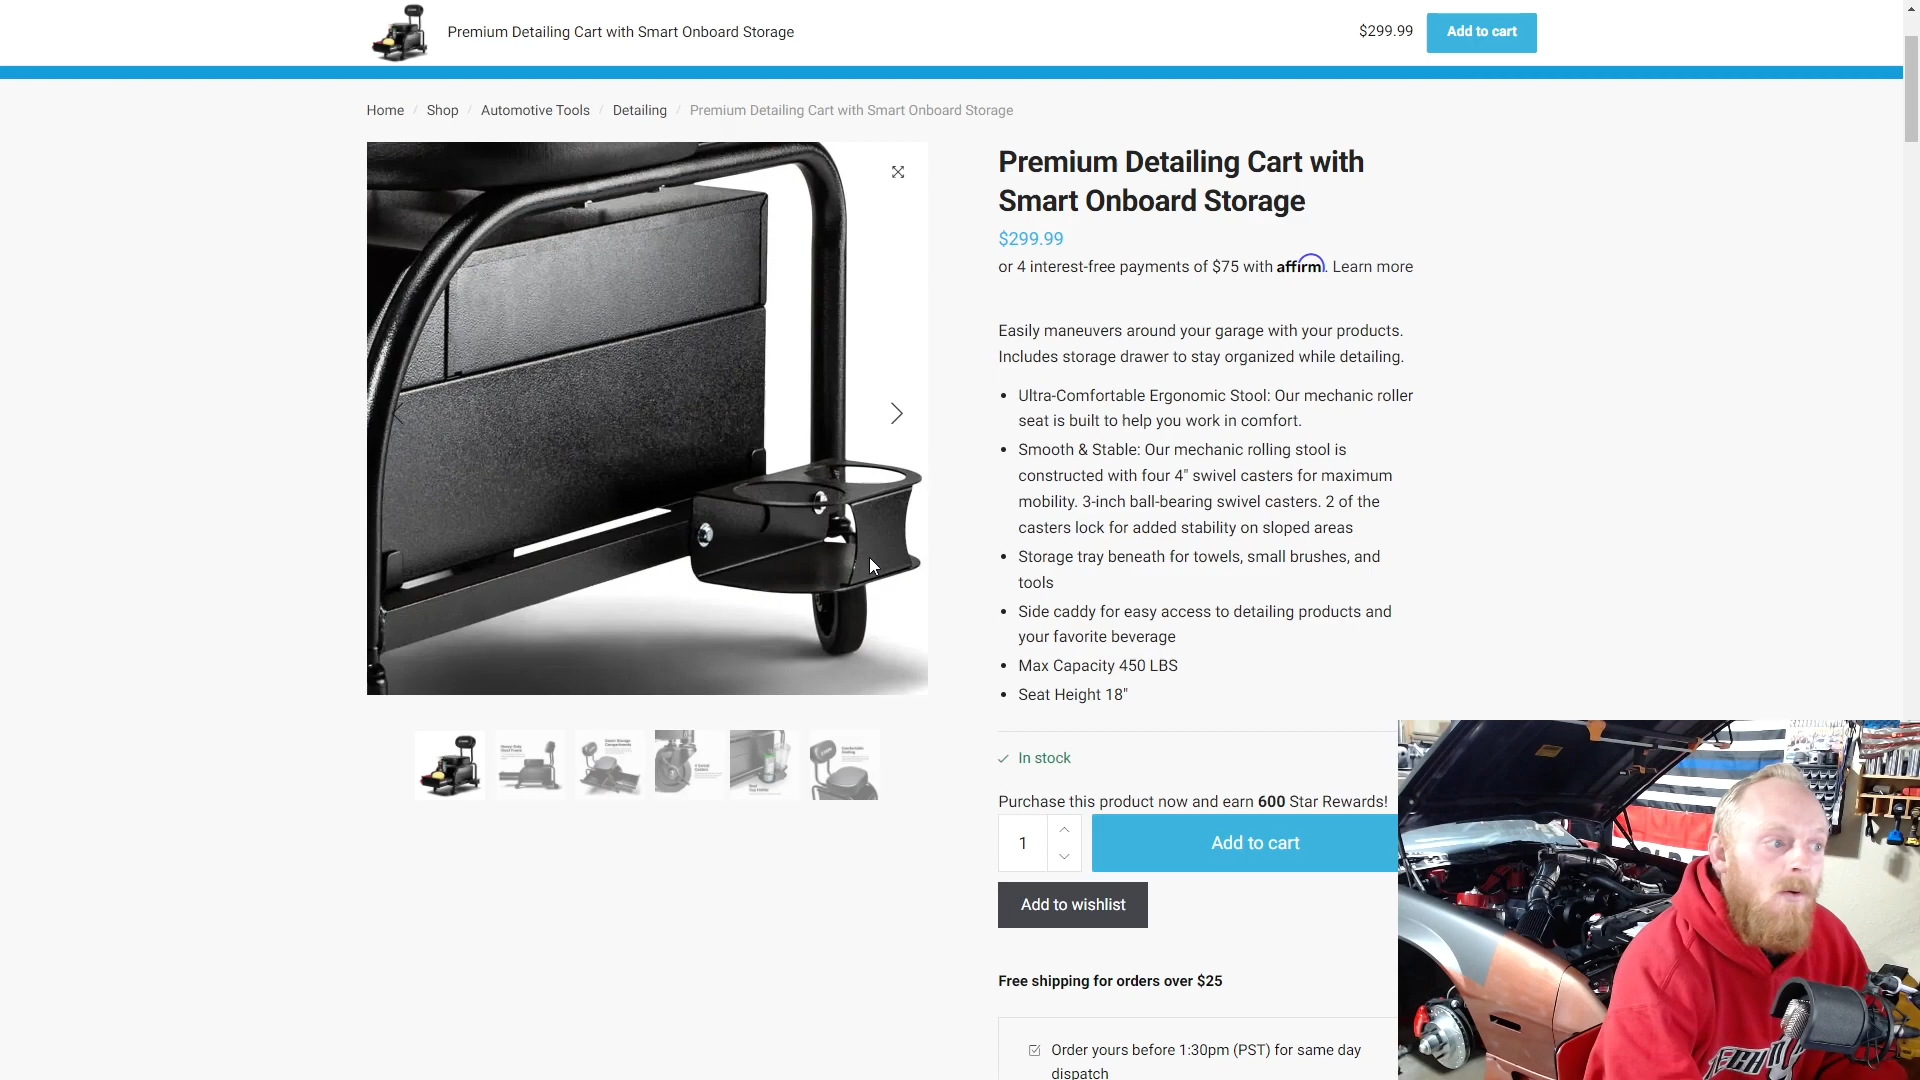 Premium Detailing Cart with Smart Onboard Storage
$299.99
Add to cart
Home / Shop / Automotive Tools / Detailing / Premium Detailing Cart with Smart Onboard Storage
Premium Detailing Cart with
Smart Onboard Storage
$299.99
or 4 interest-free payments of $75 with affirm. Learn more
Easily maneuvers around your garage with your products.
Includes storage drawer to stay organized while detailing.
Ultra-Comfortable Ergonomic Stool: Our mechanic roller
seat is built to help you work in comfort.
Smooth & Stable: Our mechanic rolling stool is
constructed with four 4" swivel casters for maximum
mobility. 3-inch ball-bearing swivel casters. 2 of the
casters lock for added stability on sloped areas
Storage tray beneath for towels, small brushes, and
tools
Side caddy for easy access to detailing products and
your favorite beverage
Max Capacity 450 LBS
Seat Height 18"
In stock
Purchase this product now and earn 600 Star Rewards!
1
Add to cart
Add to wishlist
Free shipping for orders over $25
Order yours before 1:30pm (PST) for same day
dispatch